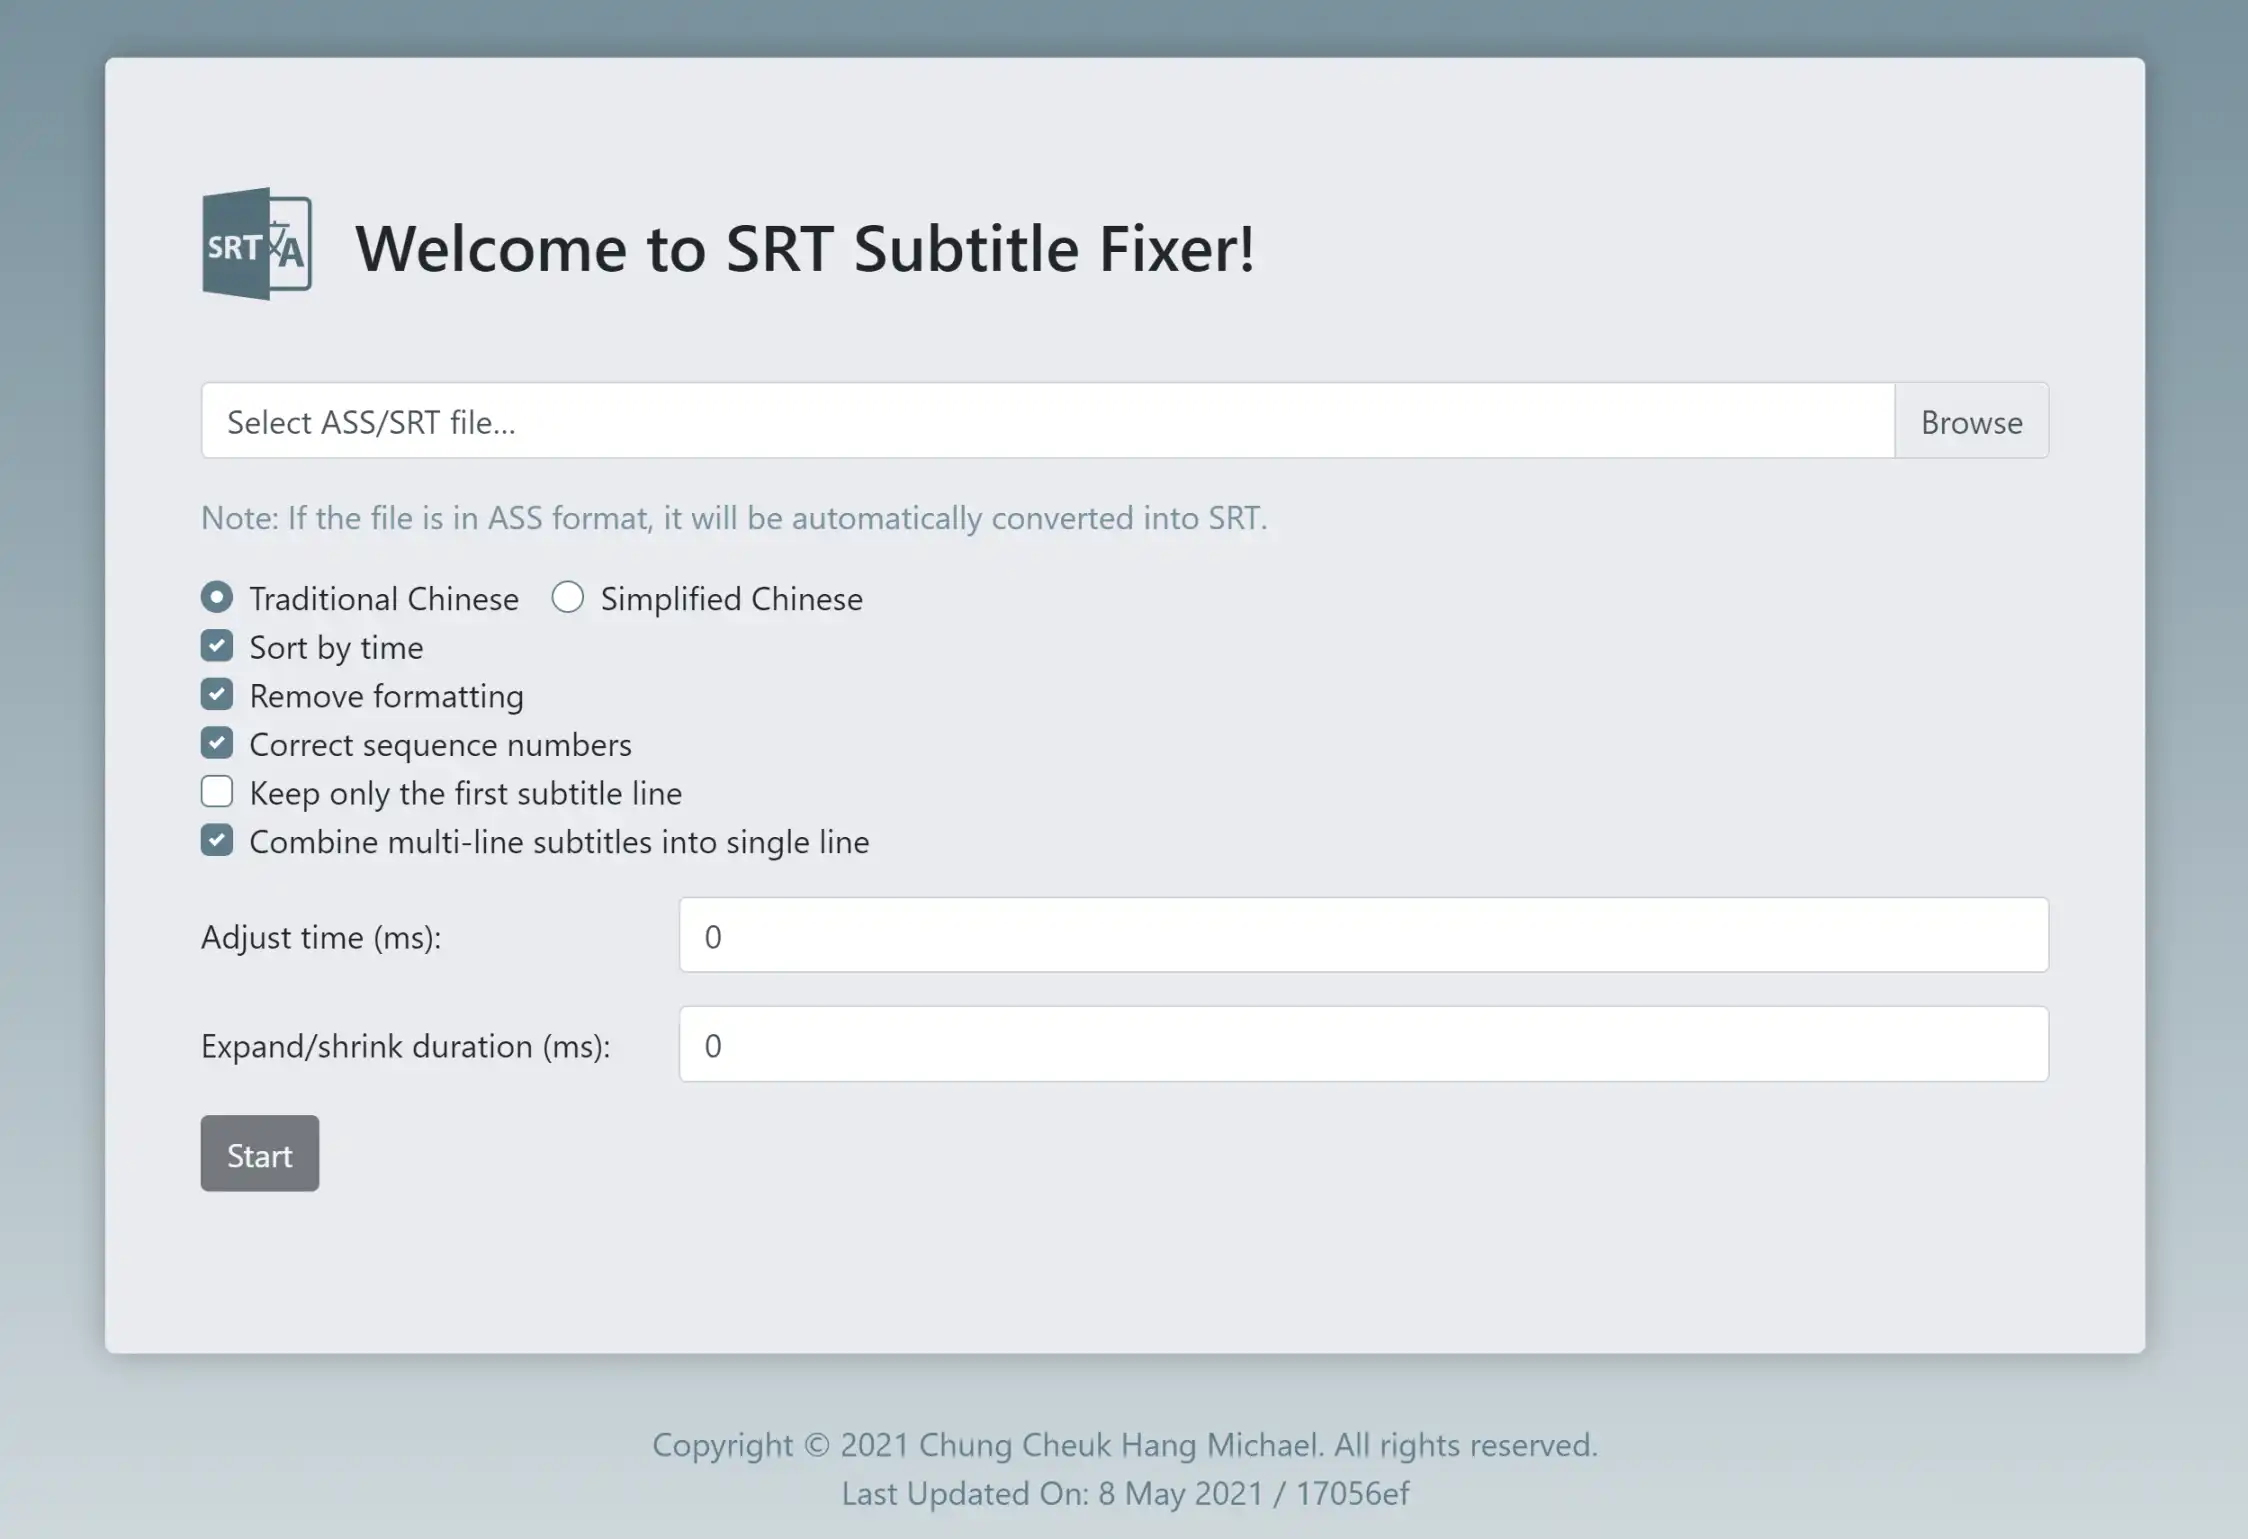 SRT文A
Welcome to SRT Subtitle Fixer!
Select ASS/SRT file...
Browse
Note: If the file is in ASS format, it will be automatically converted into SRT.
Traditional Chinese Simplified Chinese
Sort by time
Remove formatting
Correct sequence numbers
Keep only the first subtitle line
Combine multi-line subtitles into single line
Adjust time (ms): 0
Expand/shrink duration (ms): 0
Start
Copyright © 2021 Chung Cheuk Hang Michael. All rights reserved.
Last Updated On: 8 May 2021 / 17056ef